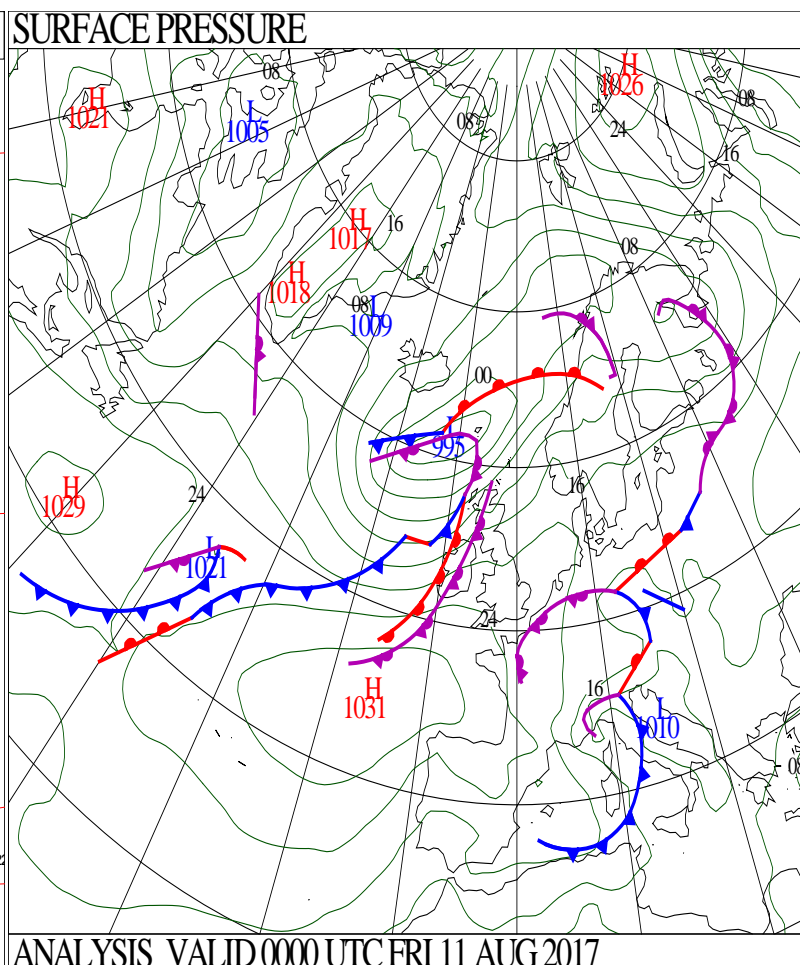 SURFACE PRESSURE
08
H
1026
H
1021
L
1005
08
08
24
16
H
1017
16
08
H
1018
08
L
1009
00
L
995
H
1029
24
16
L
1021
24
H
1031
16
L
1010
08
ANALYSIS VALID 0000 UTC FRI 11 AUG 2017